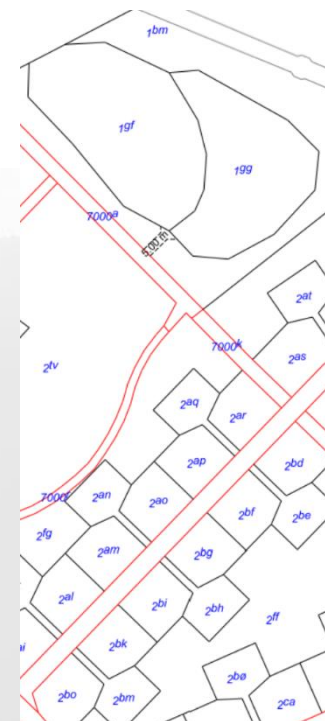 1bm
1gf
1gg
7000a
5.00 m
2at
7000k
2as
2tv
2aq
2ar
2ap
2bd
2an
2ao
2be
2bf
2fg
2am
2bg
2al
2bi
2bh
2ff
2bk
2bø
2bo
2bm
2ca